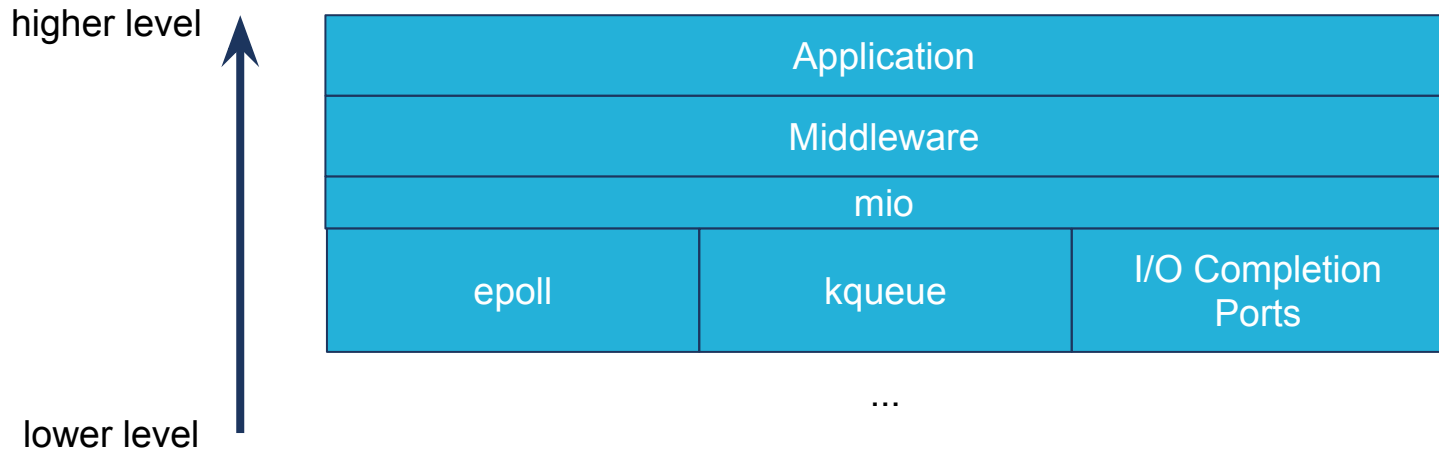 higher level
Application
Middleware
mio
epoll
kqueue
I/O Completion
Ports
...
lower level